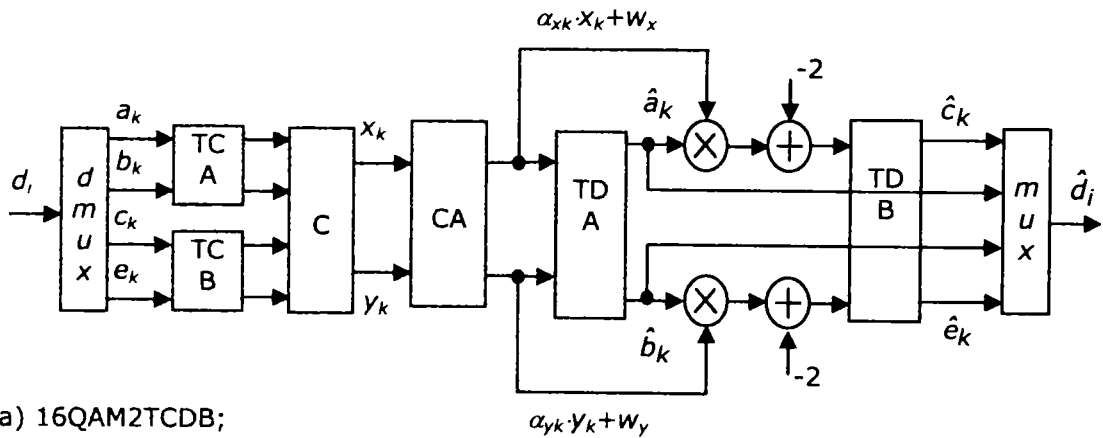 α_xk·x_k+w_x
-2
a_k
b_k
c_k
e_k
d_i
d
m
u
x
TC
A
TC
B
C
x_k
y_k
CA
TD
A
â_k
b̂_k
×
+
×
+
-2
TD
B
ĉ_k
ê_k
m
u
x
d̂_i
α_yk·y_k+w_y
a) 16QAM2TCDB;